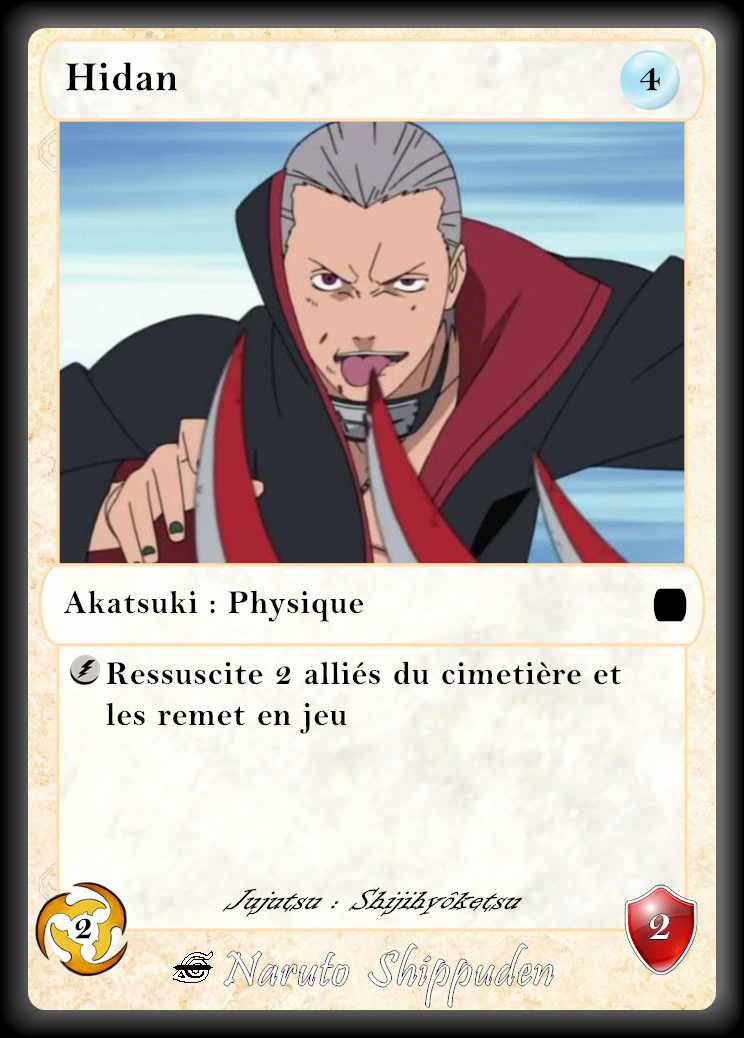 Hidan
4
Akatsuki : Physique
Ressuscite 2 alliés du cimetière et
les remet en jeu
Jujutsu : Shijihyôketsu
2
2
Naruto Shippuden